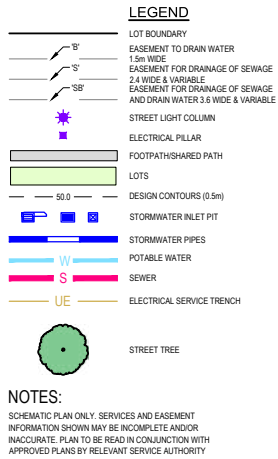 LEGEND
LOT BOUNDARY
'B'
EASEMENT TO DRAIN WATER
1.5m WIDE
'S'
EASEMENT FOR DRAINAGE OF SEWAGE
2.4 WIDE & VARIABLE
'SB'
EASEMENT FOR DRAINAGE OF SEWAGE
AND DRAIN WATER 3.6 WIDE & VARIABLE
STREET LIGHT COLUMN
ELECTRICAL PILLAR
FOOTPATH/SHARED PATH
LOTS
50.0 DESIGN CONTOURS (0.5m)
STORMWATER INLET PIT
STORMWATER PIPES
W POTABLE WATER
S SEWER
UE ELECTRICAL SERVICE TRENCH
STREET TREE
NOTES:
SCHEMATIC PLAN ONLY. SERVICES AND EASEMENT
INFORMATION SHOWN MAY BE INCOMPLETE AND/OR
INACCURATE. PLAN TO BE READ IN CONJUNCTION WITH
APPROVED PLANS BY RELEVANT SERVICE AUTHORITY